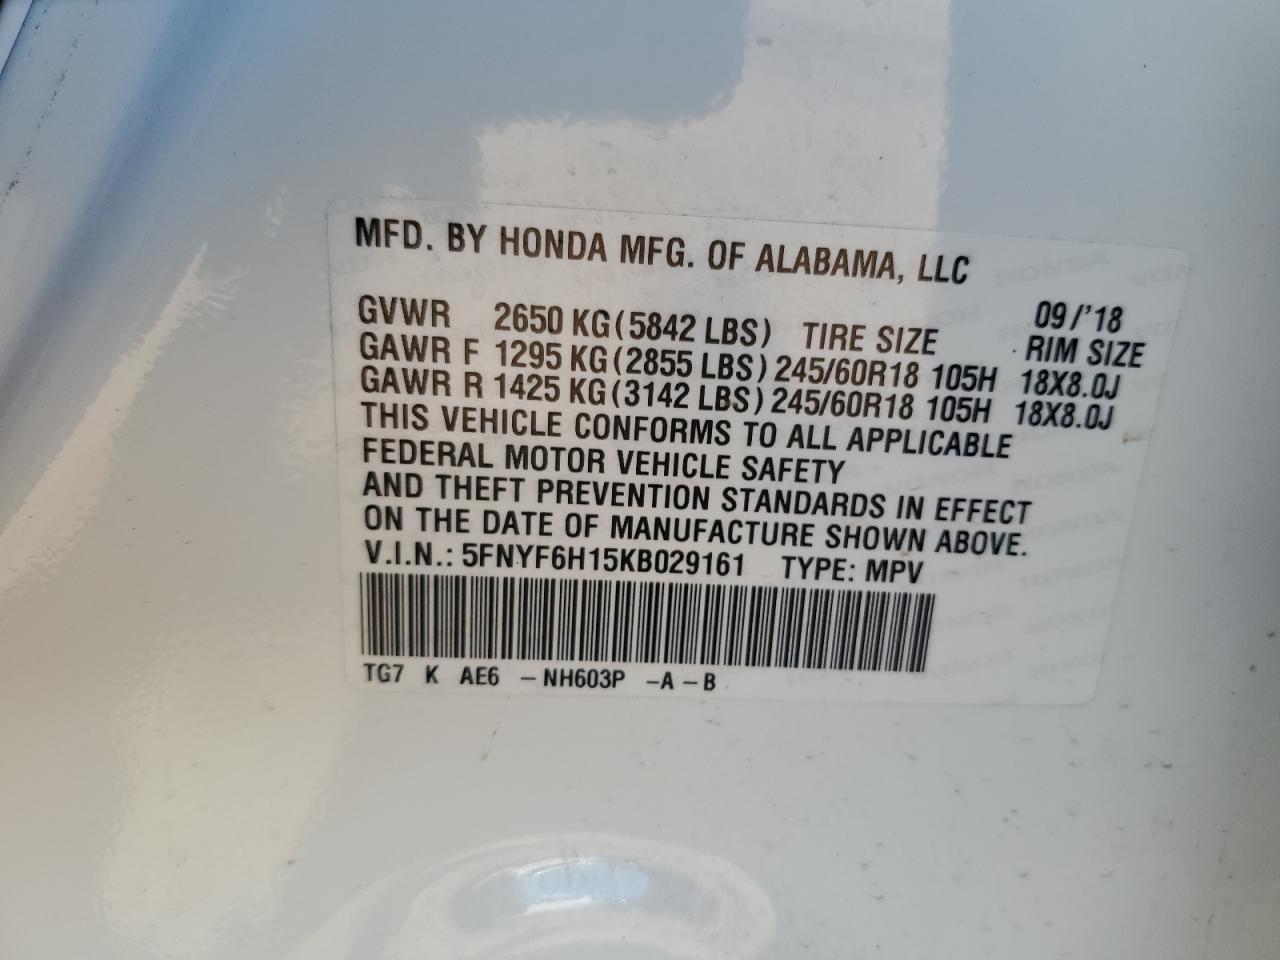 MFD. BY HONDA MFG. OF ALABAMA, LLC
09/'18
GVWR 2650 KG(5842 LBS) TIRE SIZE RIM SIZE
GAWR F 1295 KG(2855 LBS) 245/60R18 105H 18X8.0J
GAWR R 1425 KG(3142 LBS) 245/60R18 105H 18X8.0J
THIS VEHICLE CONFORMS TO ALL APPLICABLE
FEDERAL MOTOR VEHICLE SAFETY
AND THEFT PREVENTION STANDARDS IN EFFECT
ON THE DATE OF MANUFACTURE SHOWN ABOVE.
V.I.N.: 5FNYF6H15KB029161 TYPE: MPV
TG7 K AE6 -NH603P -A-B